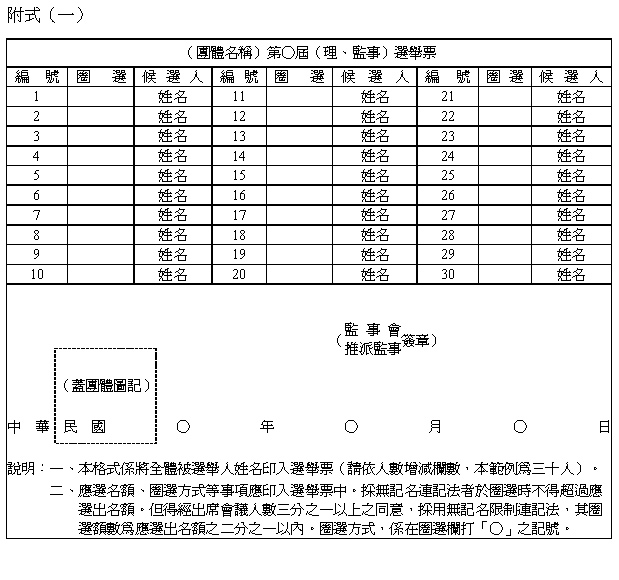 附式（一）
（團體名稱）第〇屆（理、監事）選舉票
編　號 圈　選 候 選 人 編　號 圈　選 候 選 人 編　號 圈　選 候 選 人
1 姓名 11 姓名 21 姓名
2 姓名 12 姓名 22 姓名
3 姓名 13 姓名 23 姓名
4 姓名 14 姓名 24 姓名
5 姓名 15 姓名 25 姓名
6 姓名 16 姓名 26 姓名
7 姓名 17 姓名 27 姓名
8 姓名 18 姓名 28 姓名
9 姓名 19 姓名 29 姓名
10 姓名 20 姓名 30 姓名
（監 事 會
推派監事簽章）
（蓋團體圖記）
中　華　民　國　〇　年　〇　月　〇　日
說明：一、本格式係將全體被選舉人姓名印入選舉票（請依人數增減欄數，本範例為三十人）。
二、應選名額、圈選方式等事項應印入選舉票中。採無記名連記法者於圈選時不得超過應
選出名額。但得經出席會議人數三分之一以上之同意，採用無記名限制連記法，其圈
選額數為應選出名額之二分之一以內。圈選方式，係在圈選欄打「〇」之記號。